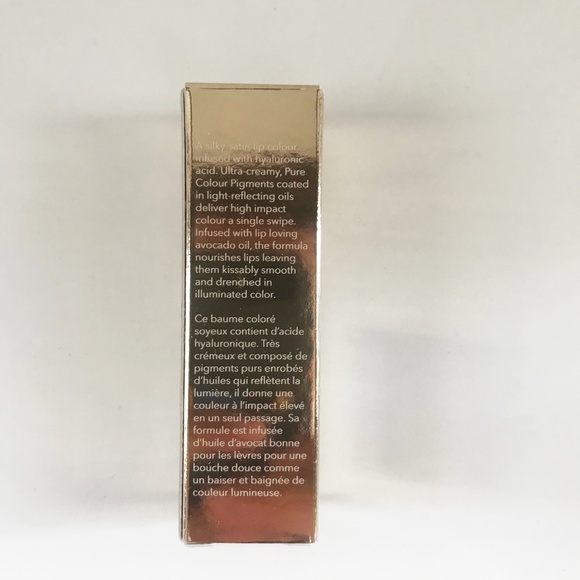 A silky satin lip colour
infused with hyaluronic
acid. Ultra-creamy, Pure
Colour Pigments coated
in light-reflecting oils
deliver high impact
colour a single swipe.
Infused with lip loving
avocado oil, the formula
nourishes lips leaving
them kissably smooth
and drenched in
illuminated color.
Ce baume coloré
soyeux contient d'acide
hyaluronique. Très
crémeux et composé de
pigments purs enrobés
d'huiles qui reflètent la
lumière, il donne une
couleur à l'impact élevé
en un seul passage. Sa
formule est infusée
d'huile d'avocat bonne
pour les lèvres pour une
bouche douce comme
un baiser et baignée de
couleur lumineuse.